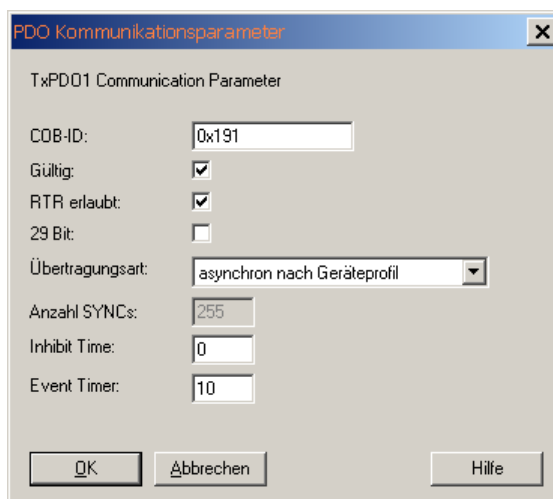 PDO Kommunikationsparameter
TxPDO1 Communication Parameter
COB-ID: 0x191
Gültig:
RTR erlaubt:
29 Bit:
Übertragungsart: asynchron nach Geräteprofil
Anzahl SYNCs: 255
Inhibit Time: 0
Event Timer: 10
OK Abbrechen Hilfe